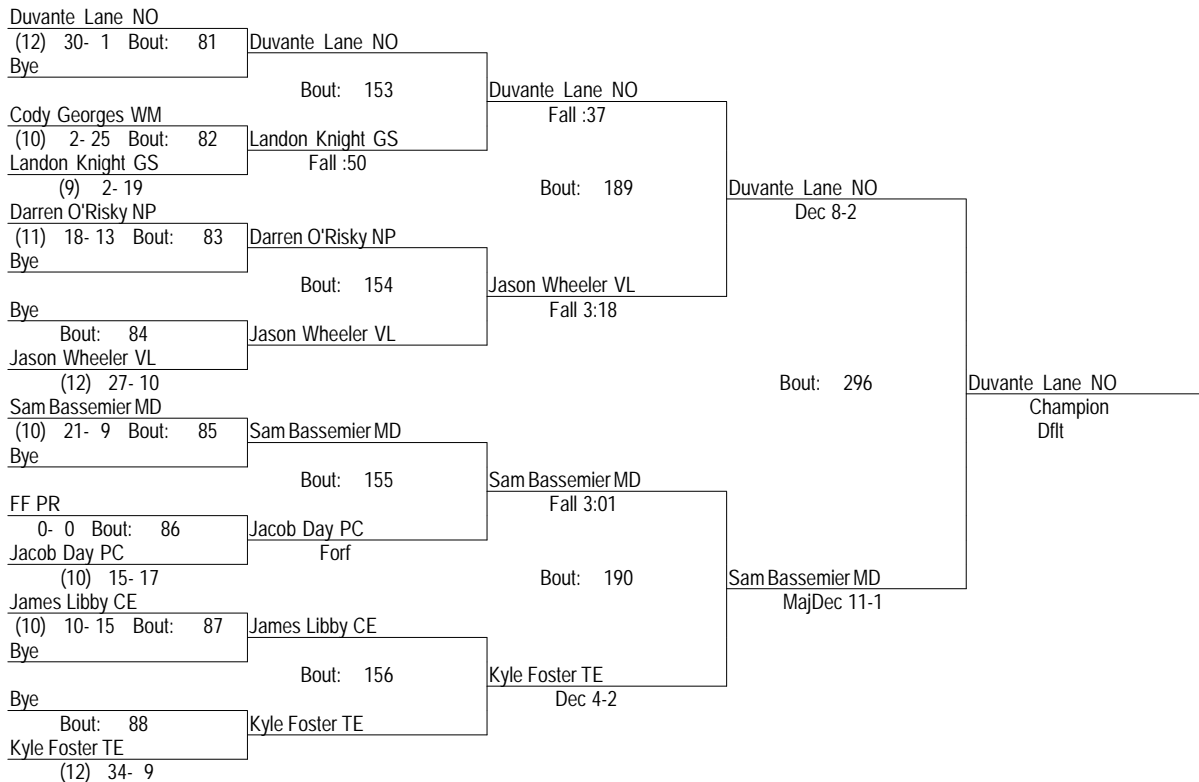 Duvante Lane NO
(12) 30- 1 Bout: 81 Duvante Lane NO
Bye
Bout: 153 Duvante Lane NO
Cody Georges WM Fall :37
(10) 2- 25 Bout: 82 Landon Knight GS
Landon Knight GS Fall :50
(9) 2- 19 Bout: 189 Duvante Lane NO
Darren O'Risky NP Dec 8-2
(11) 18- 13 Bout: 83 Darren O'Risky NP
Bye
Bout: 154 Jason Wheeler VL
Bye Fall 3:18
Bout: 84 Jason Wheeler VL
Jason Wheeler VL
(12) 27- 10 Bout: 296 Duvante Lane NO
Sam Bassemier MD Champion
(10) 21- 9 Bout: 85 Sam Bassemier MD Dflt
Bye
Bout: 155 Sam Bassemier MD
FF PR Fall 3:01
0- 0 Bout: 86 Jacob Day PC
Jacob Day PC Forf
(10) 15- 17 Bout: 190 Sam Bassemier MD
James Libby CE MajDec 11-1
(10) 10- 15 Bout: 87 James Libby CE
Bye
Bout: 156 Kyle Foster TE
Bye Dec 4-2
Bout: 88 Kyle Foster TE
Kyle Foster TE
(12) 34- 9